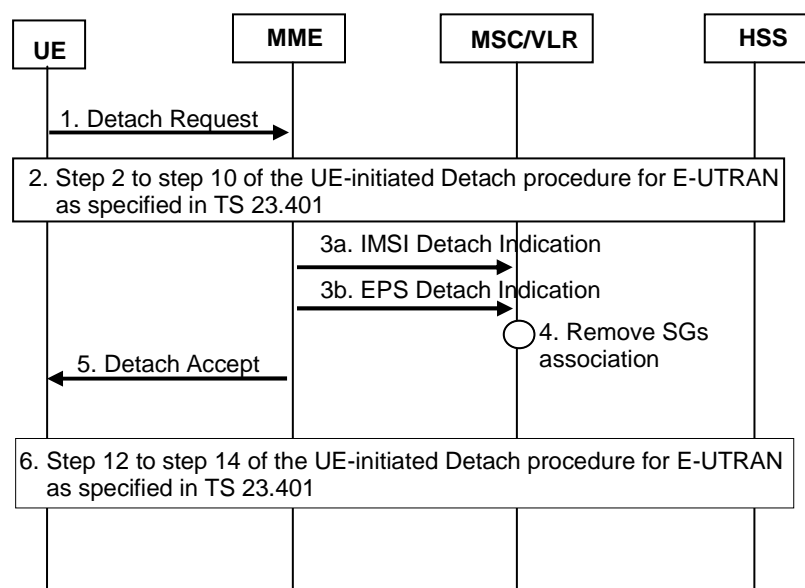 UE
MME
MSC/VLR
HSS
1. Detach Request
2. Step 2 to step 10 of the UE-initiated Detach procedure for E-UTRAN
as specified in TS 23.401
3a. IMSI Detach Indication
3b. EPS Detach Indication
4. Remove SGs
association
5. Detach Accept
6. Step 12 to step 14 of the UE-initiated Detach procedure for E-UTRAN
as specified in TS 23.401